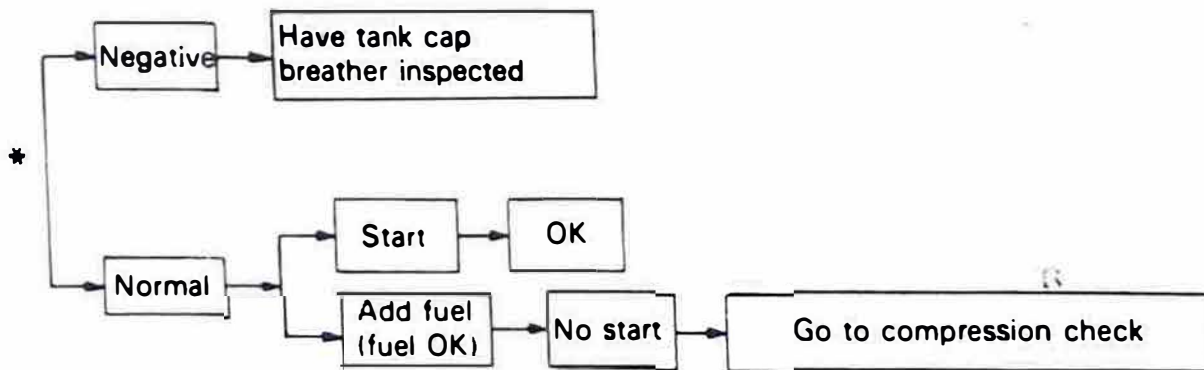 Negative
Have tank cap
breather inspected
*
Start
OK
Normal
Add fuel
(fuel OK)
No start
Go to compression check